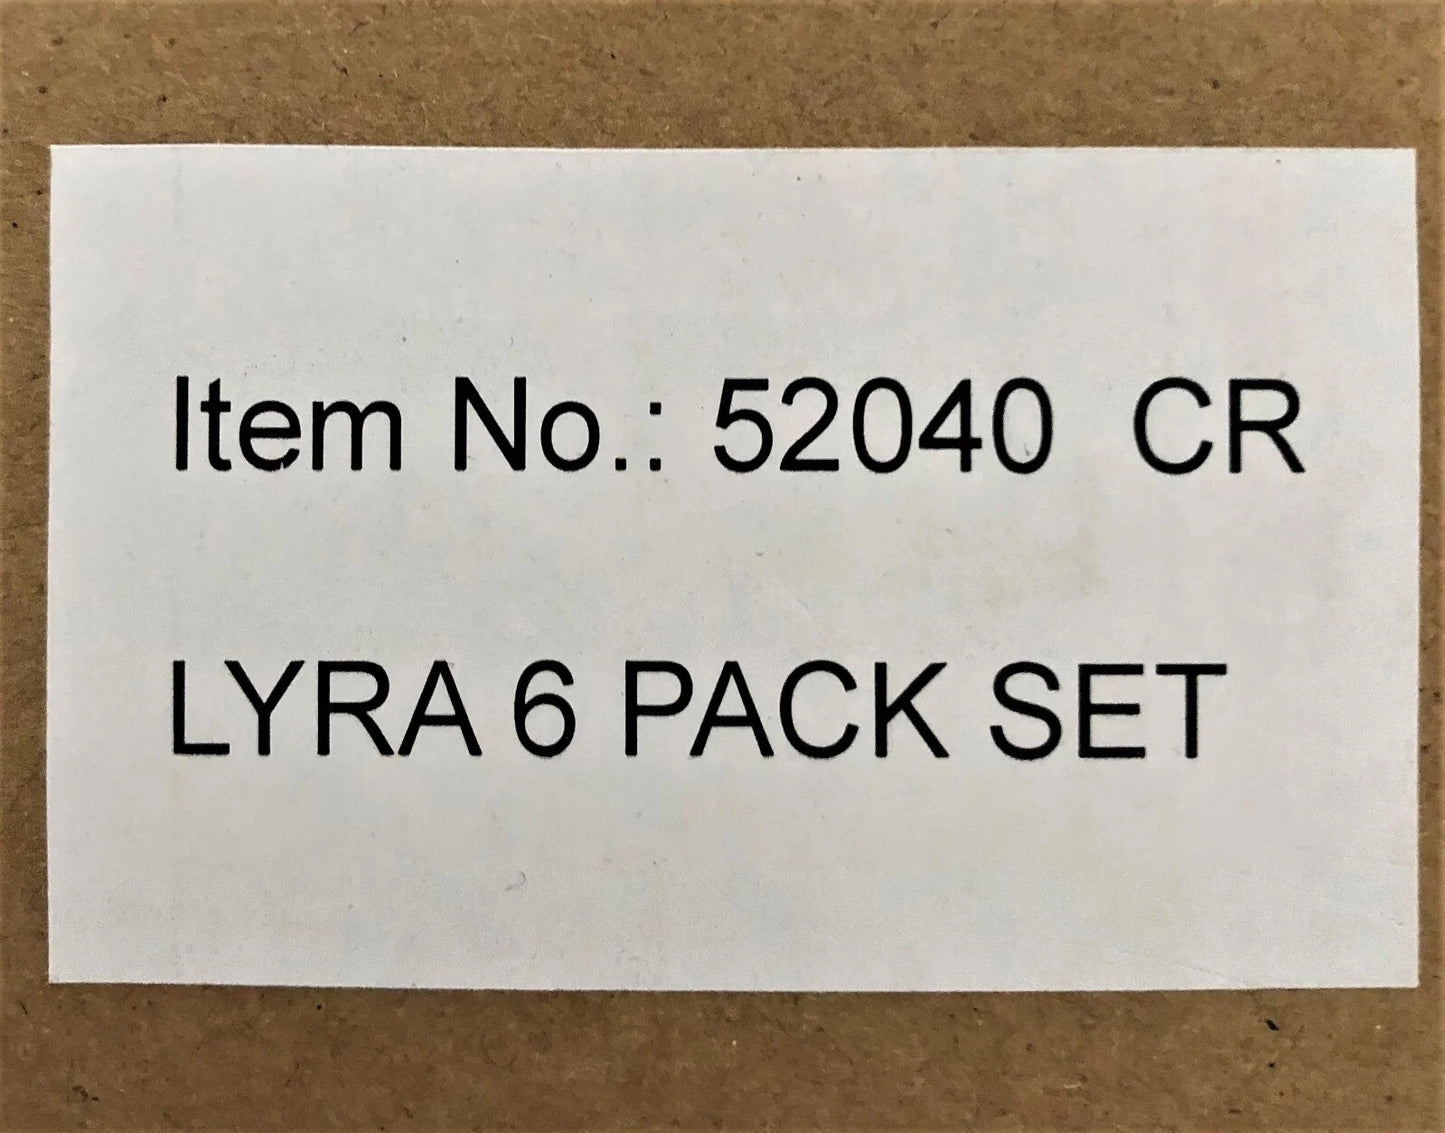 Item No.: 52040 CR
LYRA 6 PACK SET